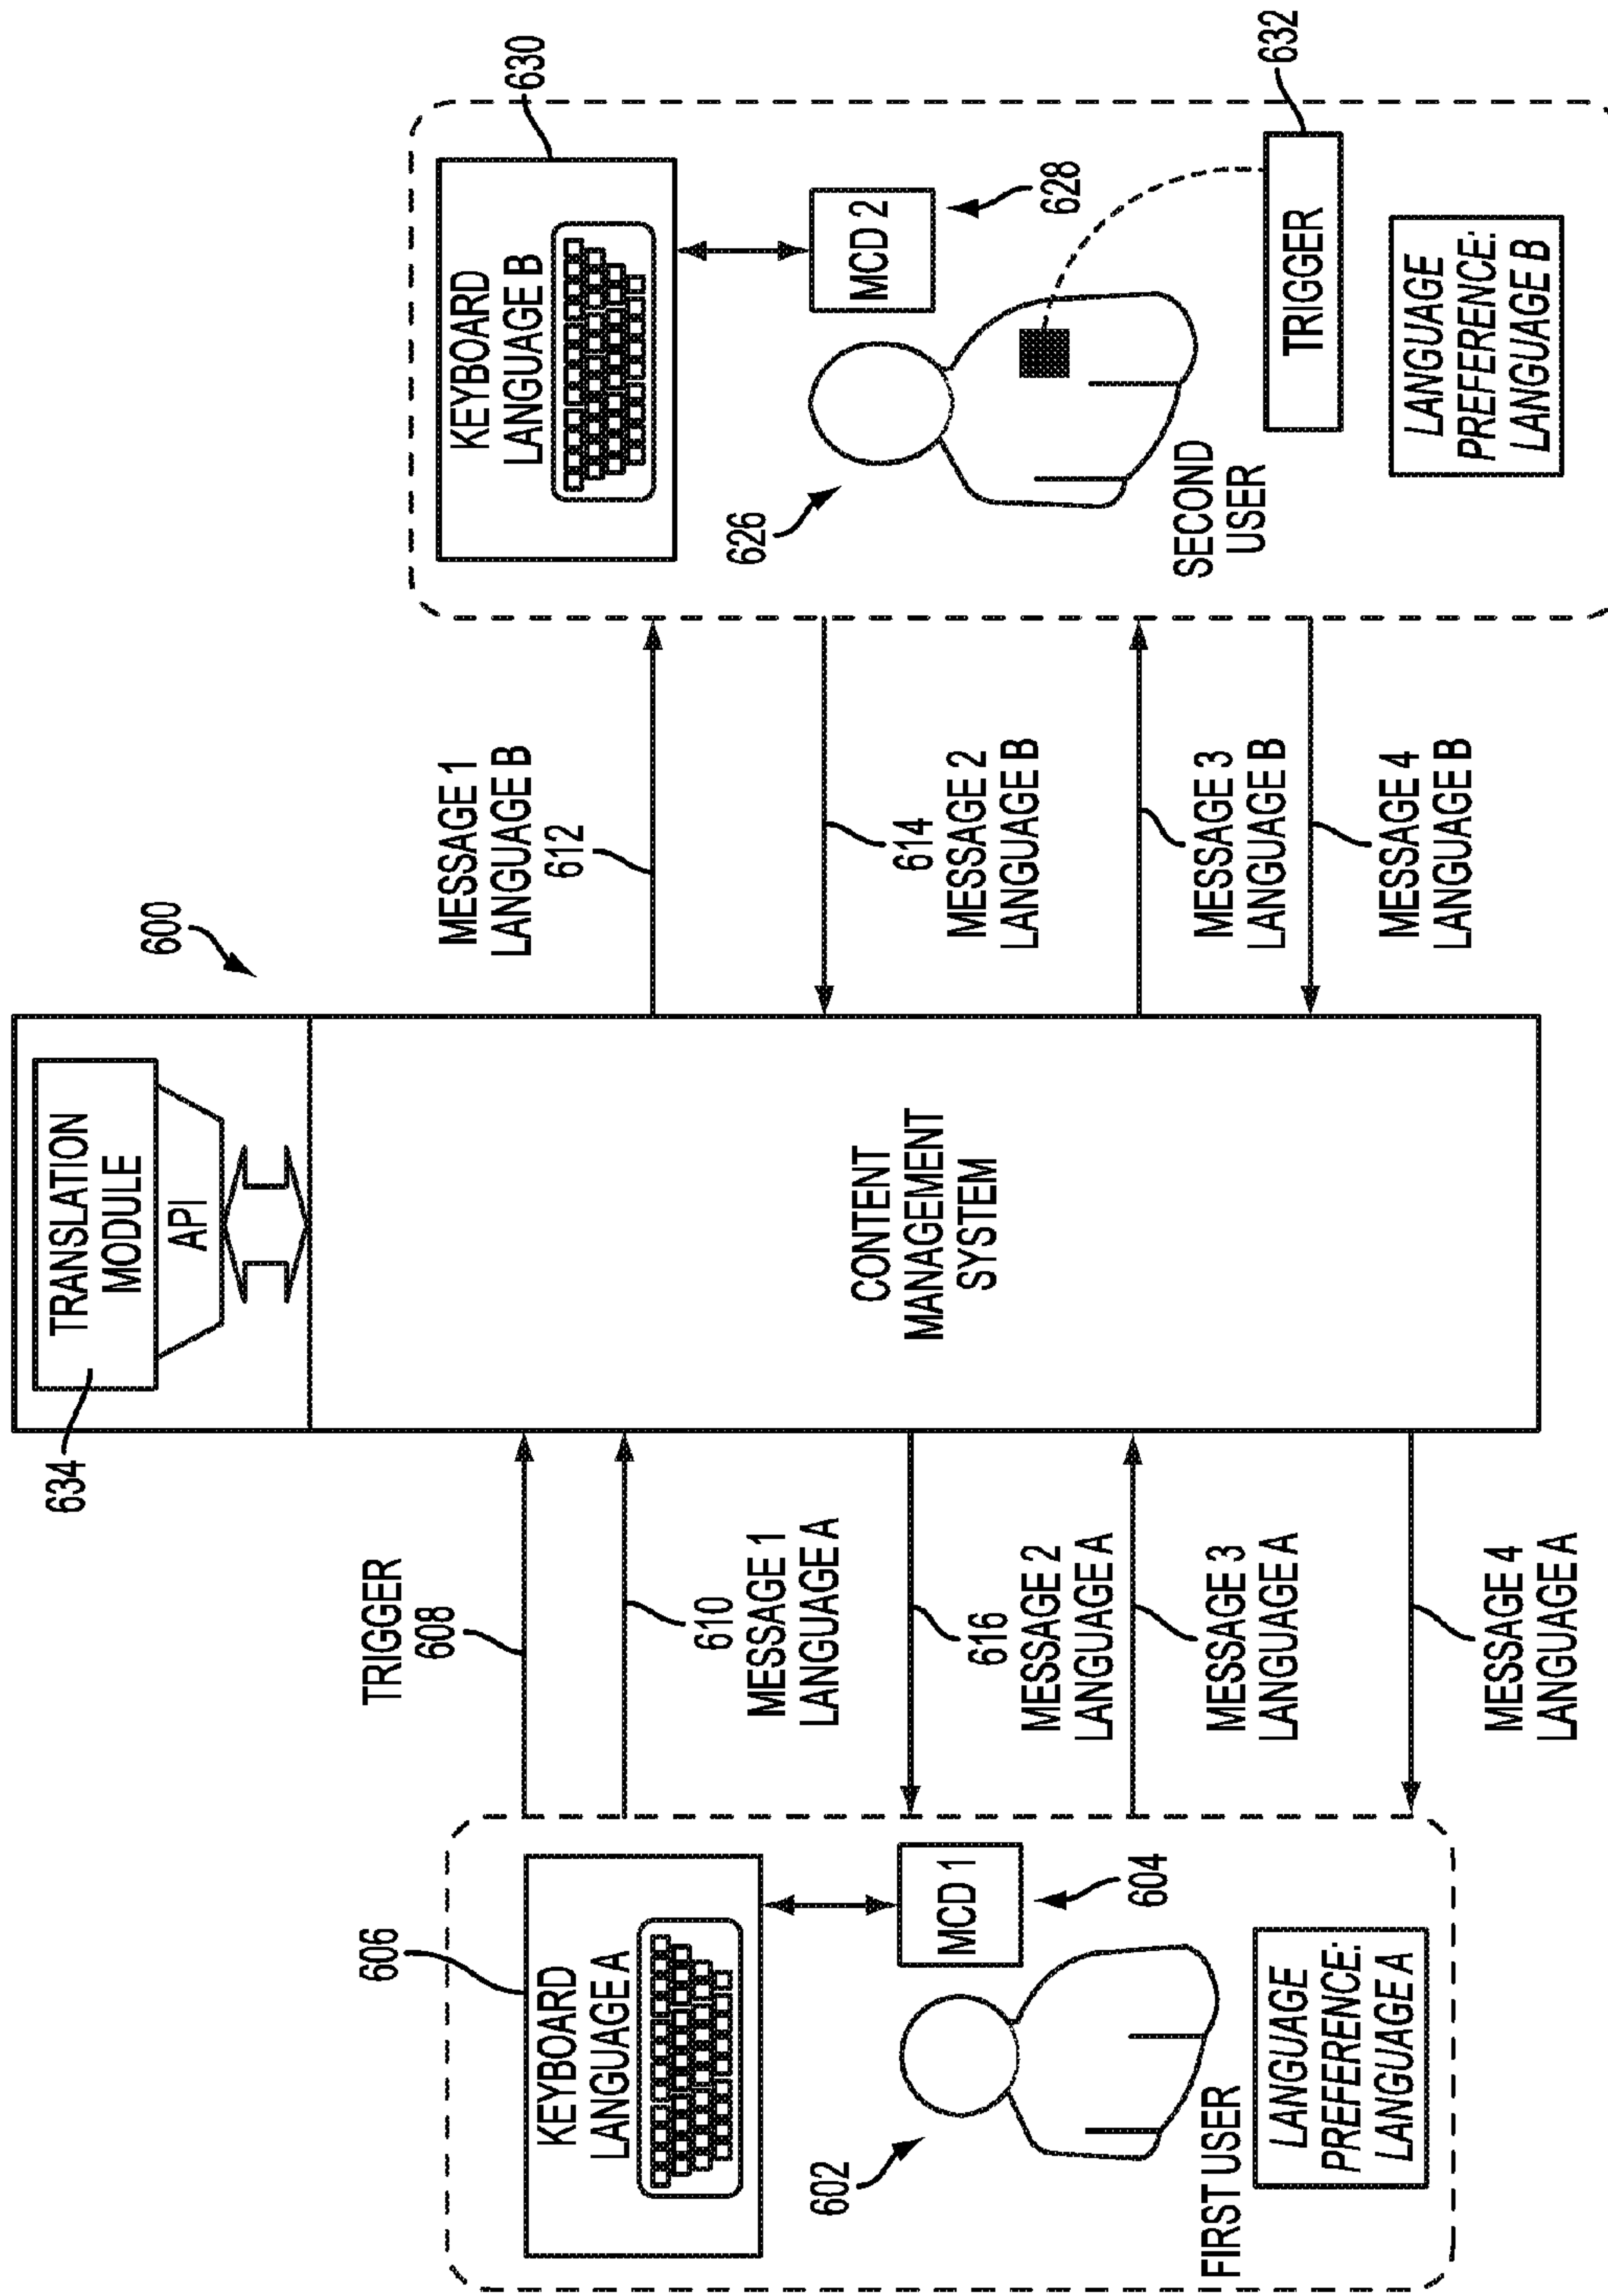 600
634
TRANSLATION
MODULE
API
CONTENT
MANAGEMENT
SYSTEM
606
KEYBOARD
LANGUAGE A
MCD 1
604
602
FIRST USER
LANGUAGE
PREFERENCE:
LANGUAGE A
TRIGGER
608
610
MESSAGE 1
LANGUAGE A
616
MESSAGE 2
LANGUAGE A
MESSAGE 3
LANGUAGE A
MESSAGE 4
LANGUAGE A
MESSAGE 1
LANGUAGE B
612
614
MESSAGE 2
LANGUAGE B
MESSAGE 3
LANGUAGE B
MESSAGE 4
LANGUAGE B
630
KEYBOARD
LANGUAGE B
MCD 2
628
626
SECOND
USER
632
TRIGGER
LANGUAGE
PREFERENCE:
LANGUAGE B